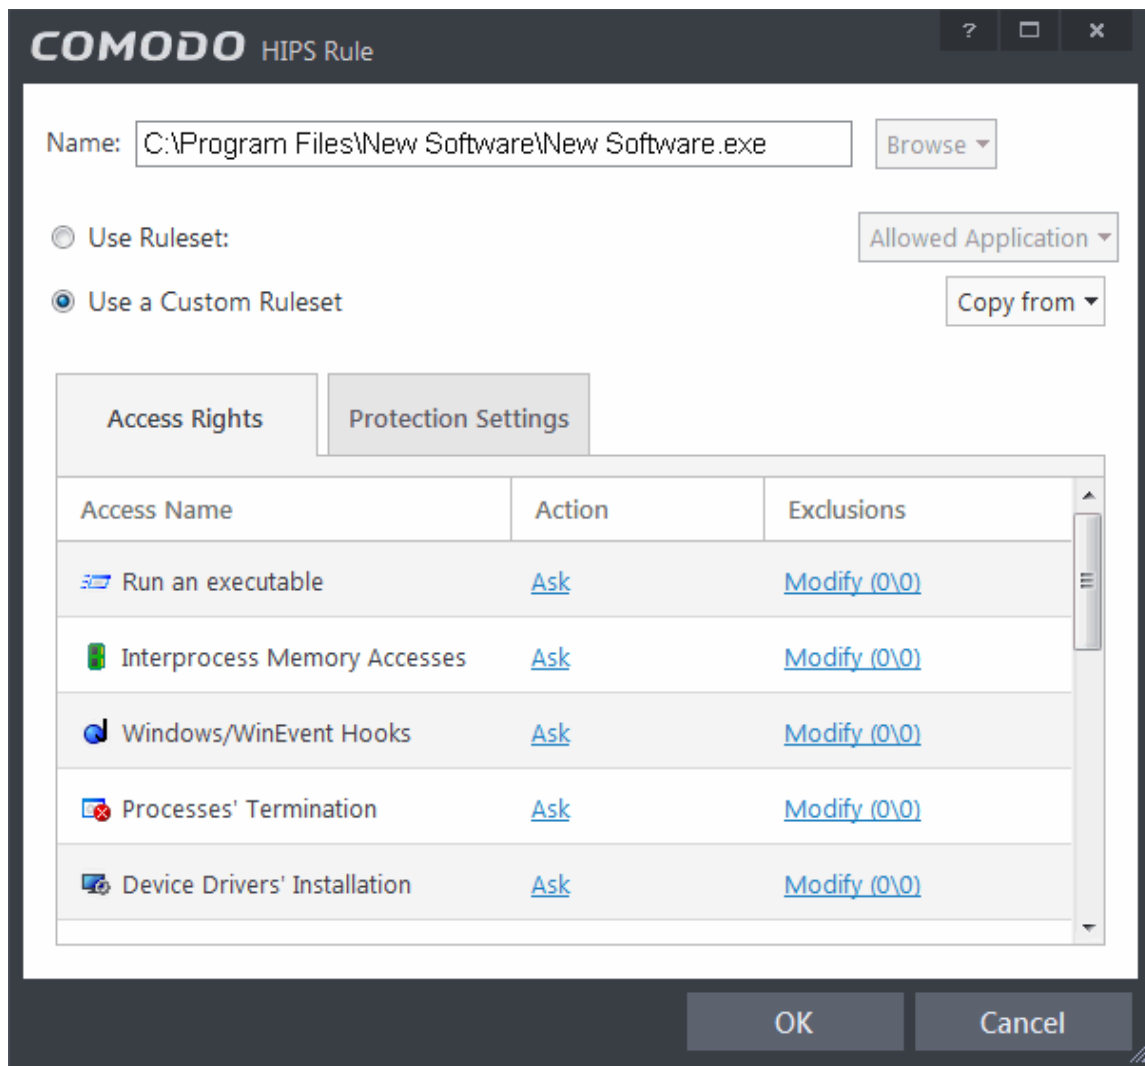 COMODO HIPS Rule
?
x
Name: C:\Program Files\New Software\New Software.exe Browse
Use Ruleset: Allowed Application
Use a Custom Ruleset Copy from
Access Rights Protection Settings
Access Name Action Exclusions
Run an executable Ask Modify (0\0)
Interprocess Memory Accesses Ask Modify (0\0)
Windows/WinEvent Hooks Ask Modify (0\0)
Processes' Termination Ask Modify (0\0)
Device Drivers' Installation Ask Modify (0\0)
OK Cancel